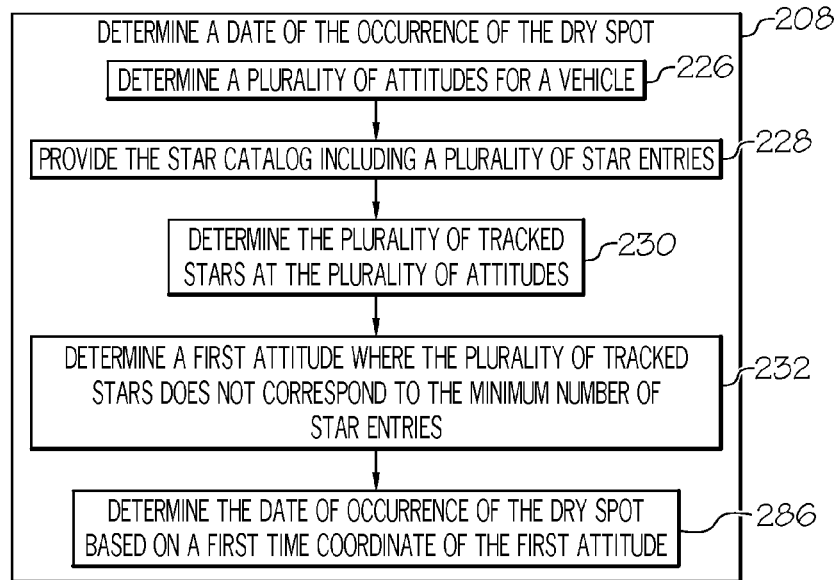 DETERMINE A DATE OF THE OCCURRENCE OF THE DRY SPOT
208
DETERMINE A PLURALITY OF ATTITUDES FOR A VEHICLE
226
PROVIDE THE STAR CATALOG INCLUDING A PLURALITY OF STAR ENTRIES
228
DETERMINE THE PLURALITY OF TRACKED
STARS AT THE PLURALITY OF ATTITUDES
230
DETERMINE A FIRST ATTITUDE WHERE THE PLURALITY OF TRACKED
STARS DOES NOT CORRESPOND TO THE MINIMUM NUMBER OF
STAR ENTRIES
232
DETERMINE THE DATE OF OCCURRENCE OF THE DRY SPOT
BASED ON A FIRST TIME COORDINATE OF THE FIRST ATTITUDE
286